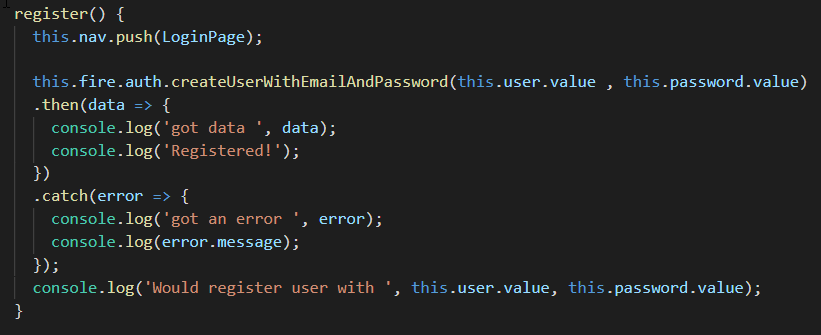 register() {
  this.nav.push(LoginPage);

  this.fire.auth.createUserWithEmailAndPassword(this.user.value , this.password.value)
  .then(data => {
    console.log('got data ', data);
    console.log('Registered!');
  })
  .catch(error => {
    console.log('got an error ', error);
    console.log(error.message);
  });
  console.log('Would register user with ', this.user.value, this.password.value);
}